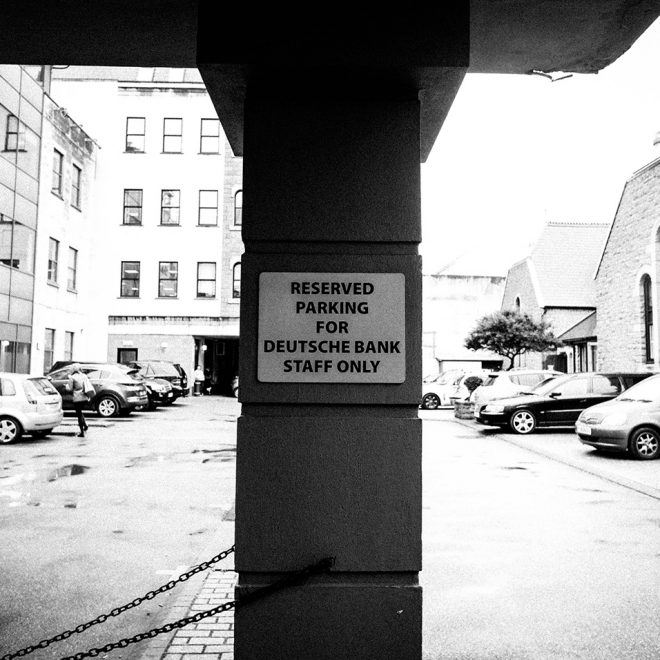 RESERVED
PARKING
FOR
DEUTSCHE BANK
STAFF ONLY